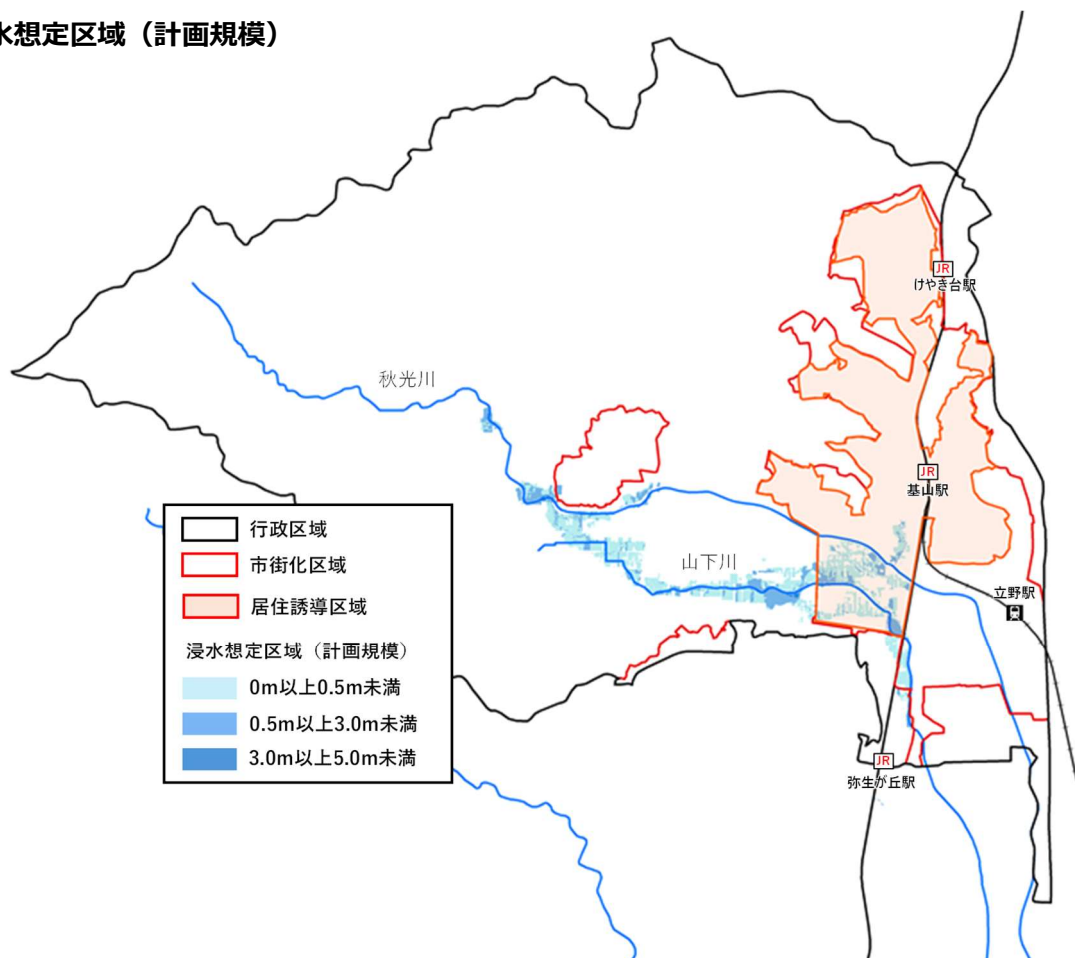 水想定区域（計画規模）
JR
けやき台駅
秋光川
JR
基山駅
行政区域
市街化区域
居住誘導区域
浸水想定区域（計画規模）
0m以上0.5m未満
0.5m以上3.0m未満
3.0m以上5.0m未満
山下川
立野駅
JR
弥生が丘駅